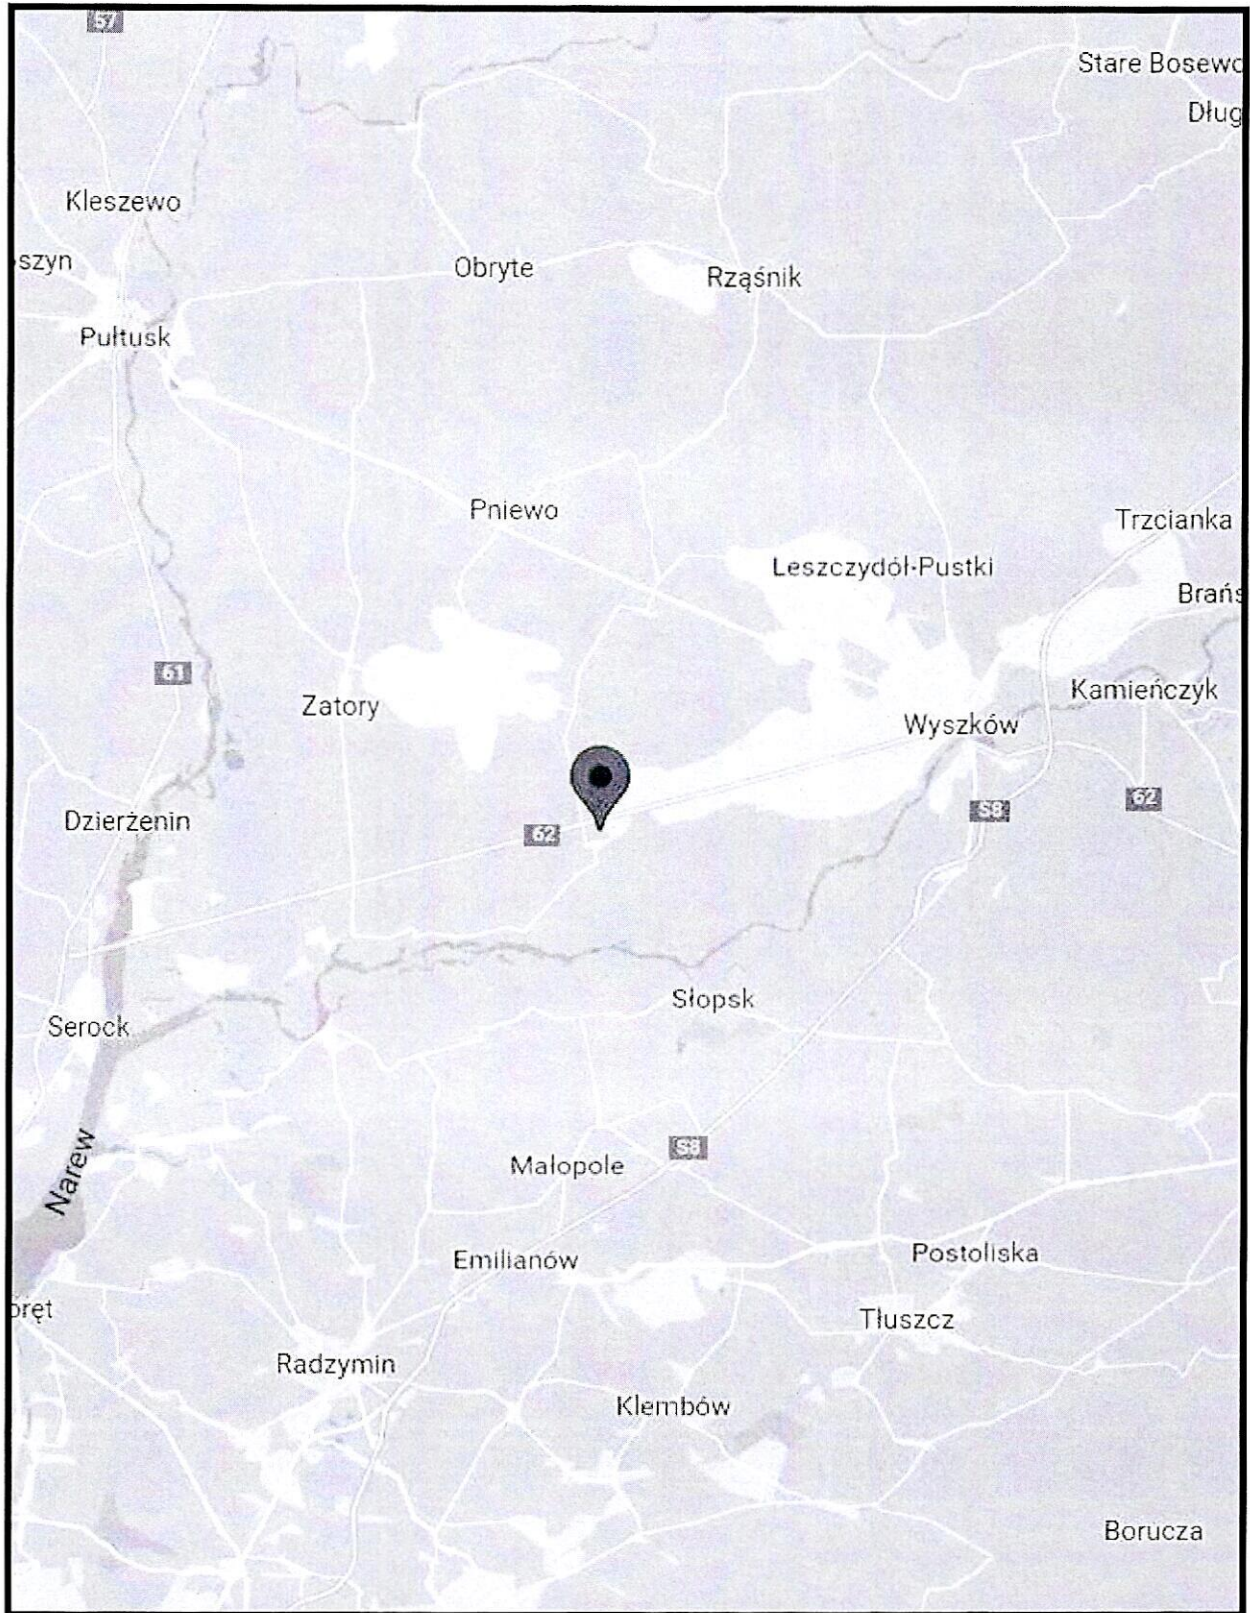 57
Stare Bosewo
Dług
Kleszewo
szyn
Obryte
Rząśnik
Pułtusk
Pniewo
Trzcianka
Leszczydół-Pustki
Brańs
61
Kamieńczyk
Zatory
Wyszków
62
S8
Dzierżenin
62
Słopsk
Serock
Narew
S8
Małopole
Postoliska
Emilianów
oręt
Tłuszcz
Radzymin
Klembów
Borucza